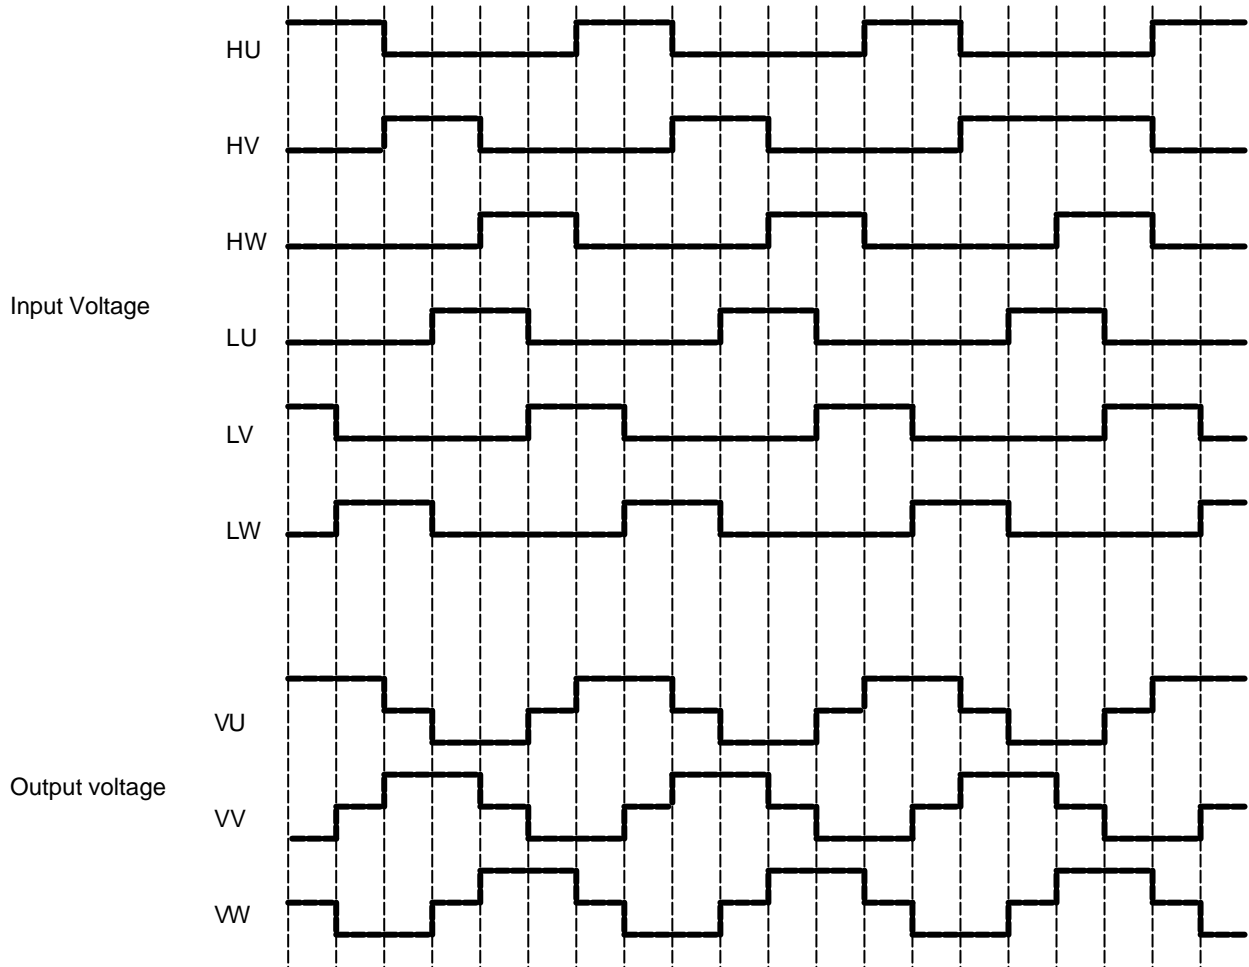 HU
HV
HW
Input Voltage
LU
LV
LW
VU
Output voltage
VV
VW